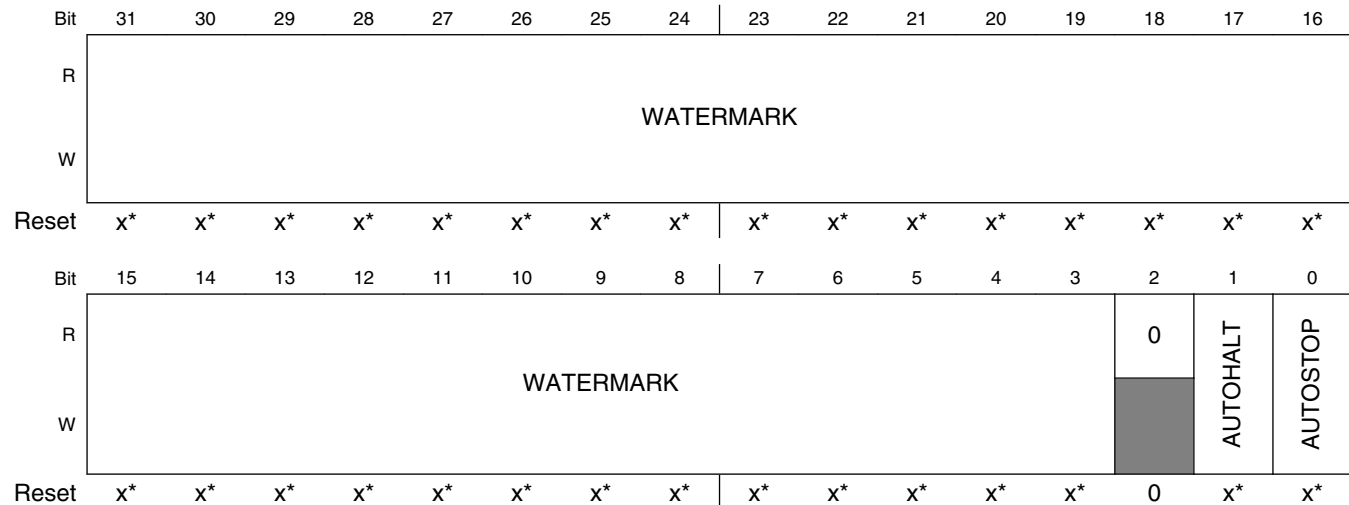 Bit 31 30 29 28 27 26 25 24 23 22 21 20 19 18 17 16
R
WATERMARK
W
Reset x* x* x* x* x* x* x* x* x* x* x* x* x* x* x* x*
Bit 15 14 13 12 11 10 9 8 7 6 5 4 3 2 1 0
R 0
WATERMARK
AUTOHALT
AUTOSTOP
W
Reset x* x* x* x* x* x* x* x* x* x* x* x* x* 0 x* x*